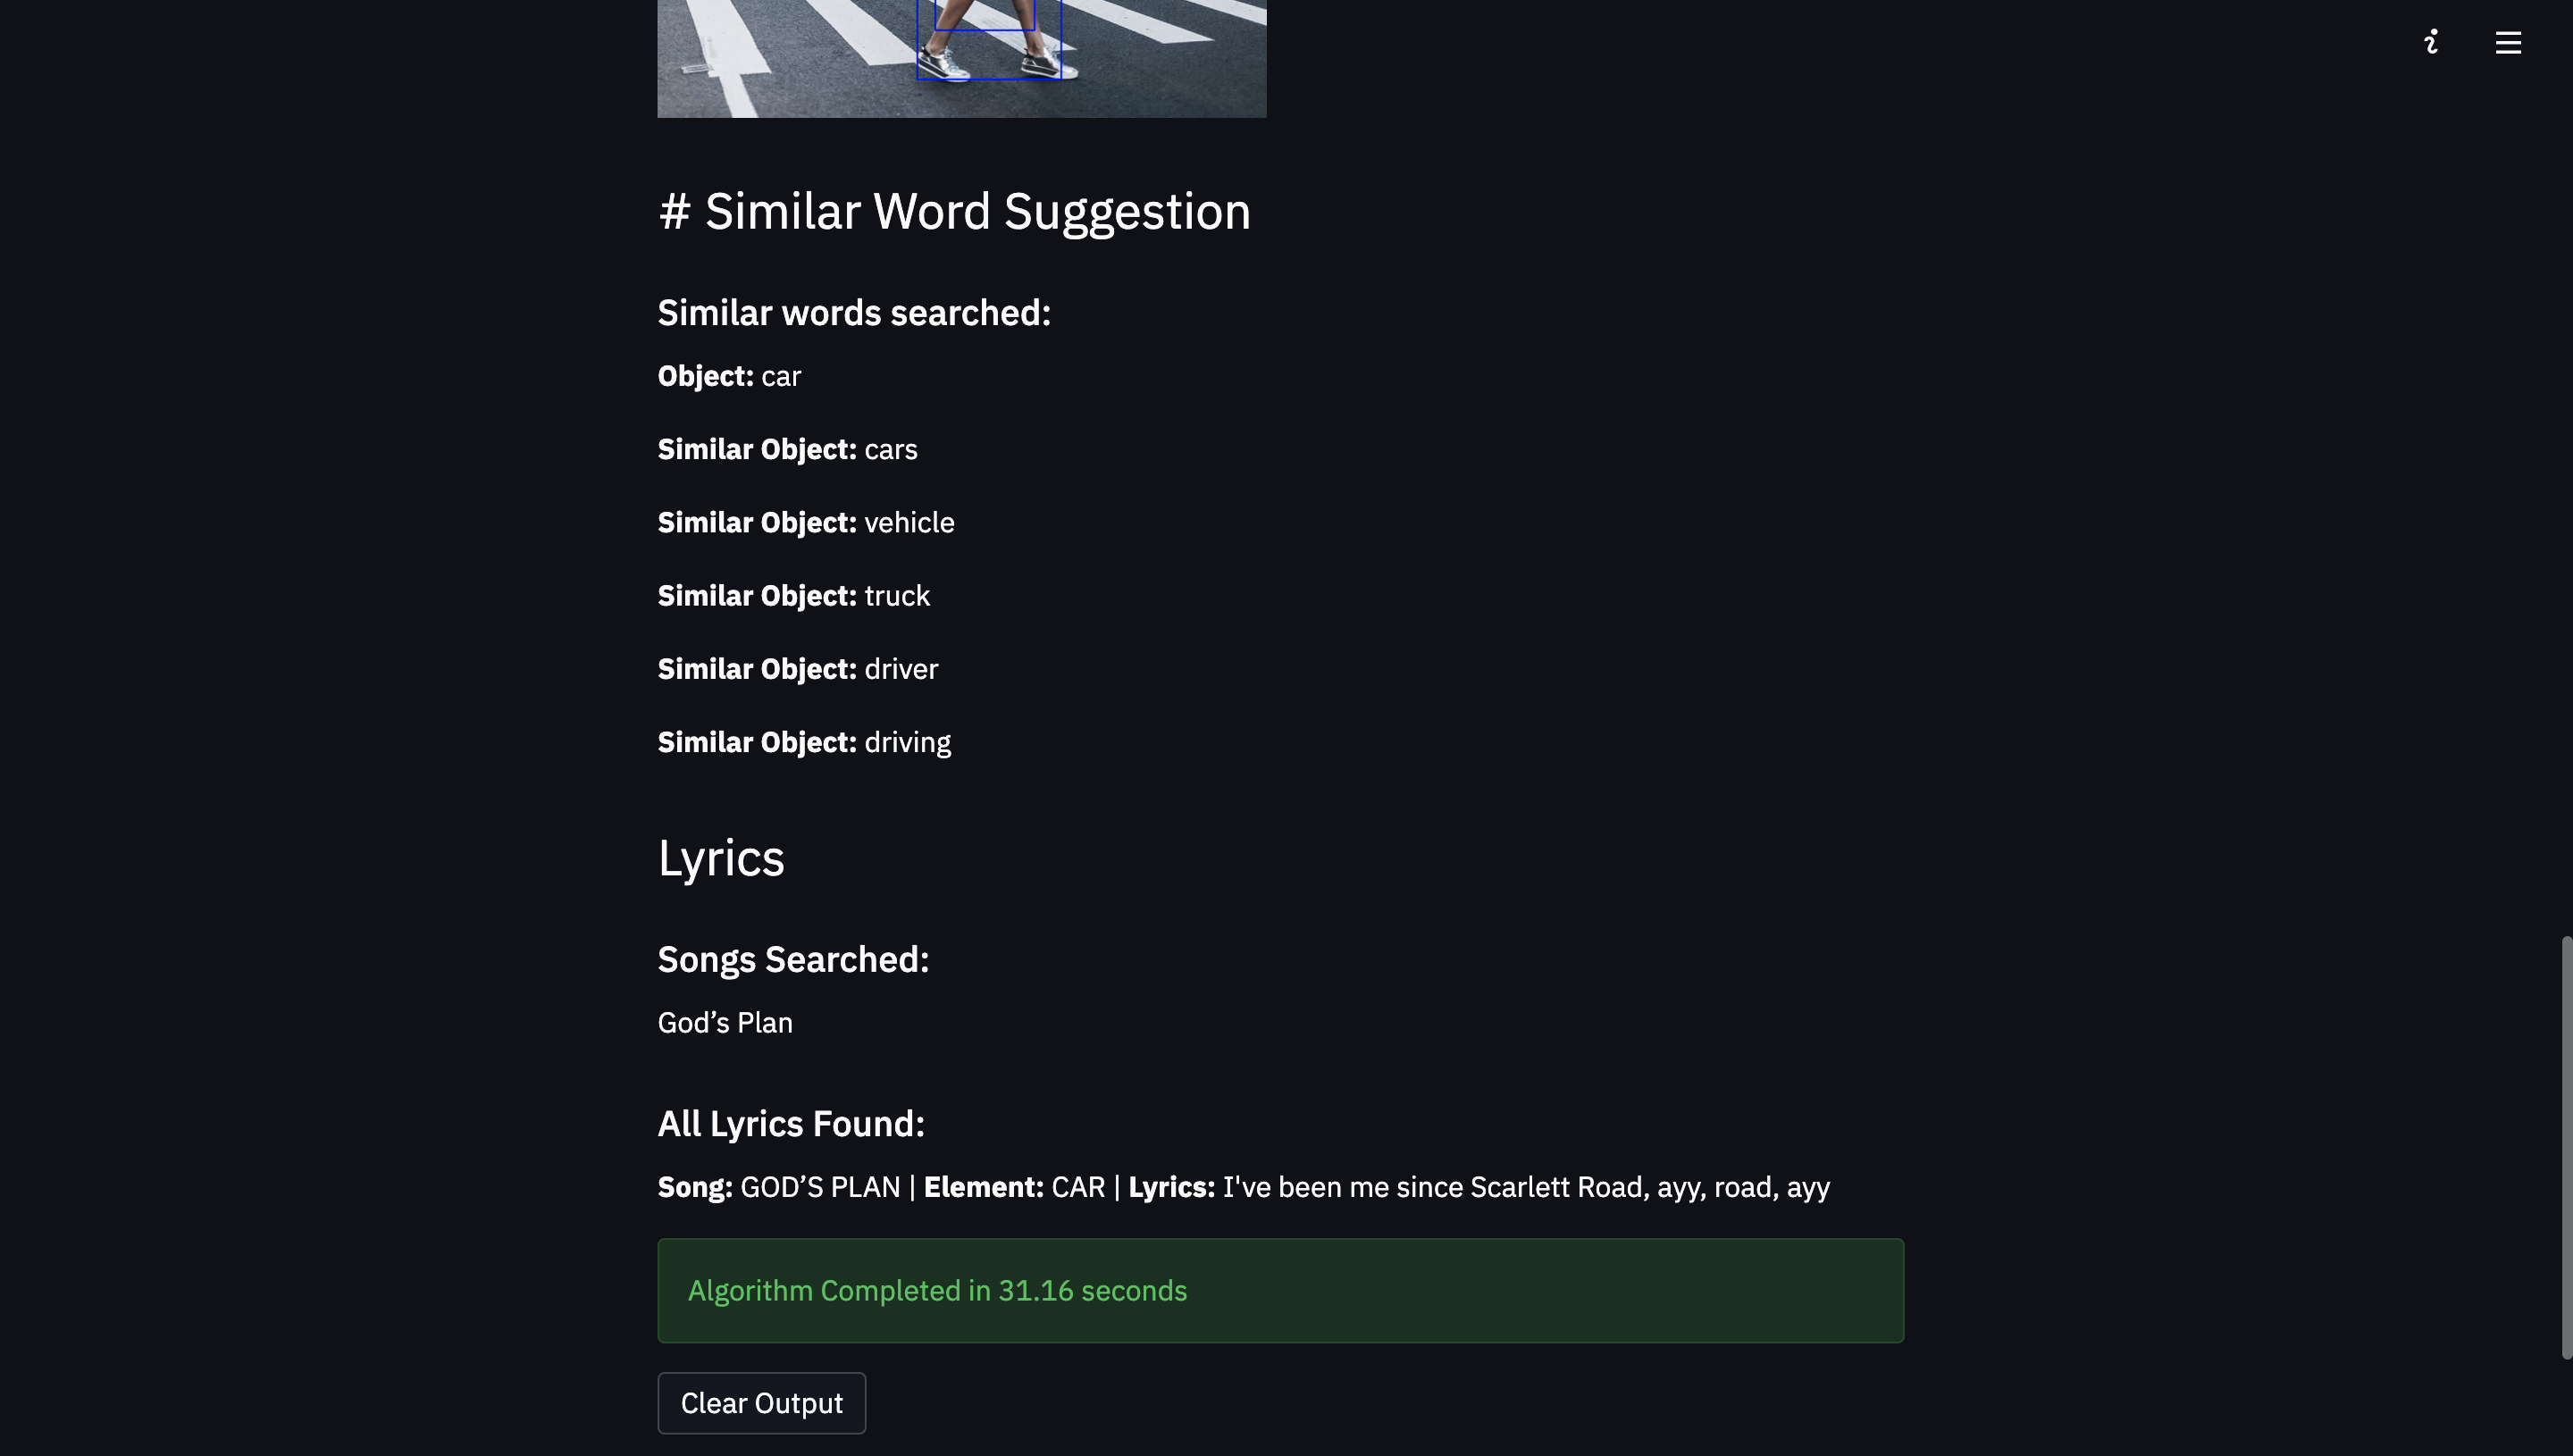 # Similar Word Suggestion
Similar words searched:
Object: car
Similar Object: cars
Similar Object: vehicle
Similar Object: truck
Similar Object: driver
Similar Object: driving
Lyrics
Songs Searched:
God’s Plan
All Lyrics Found:
Song: GOD’S PLAN | Element: CAR | Lyrics: I've been me since Scarlett Road, ayy, road, ayy
Algorithm Completed in 31.16 seconds
Clear Output